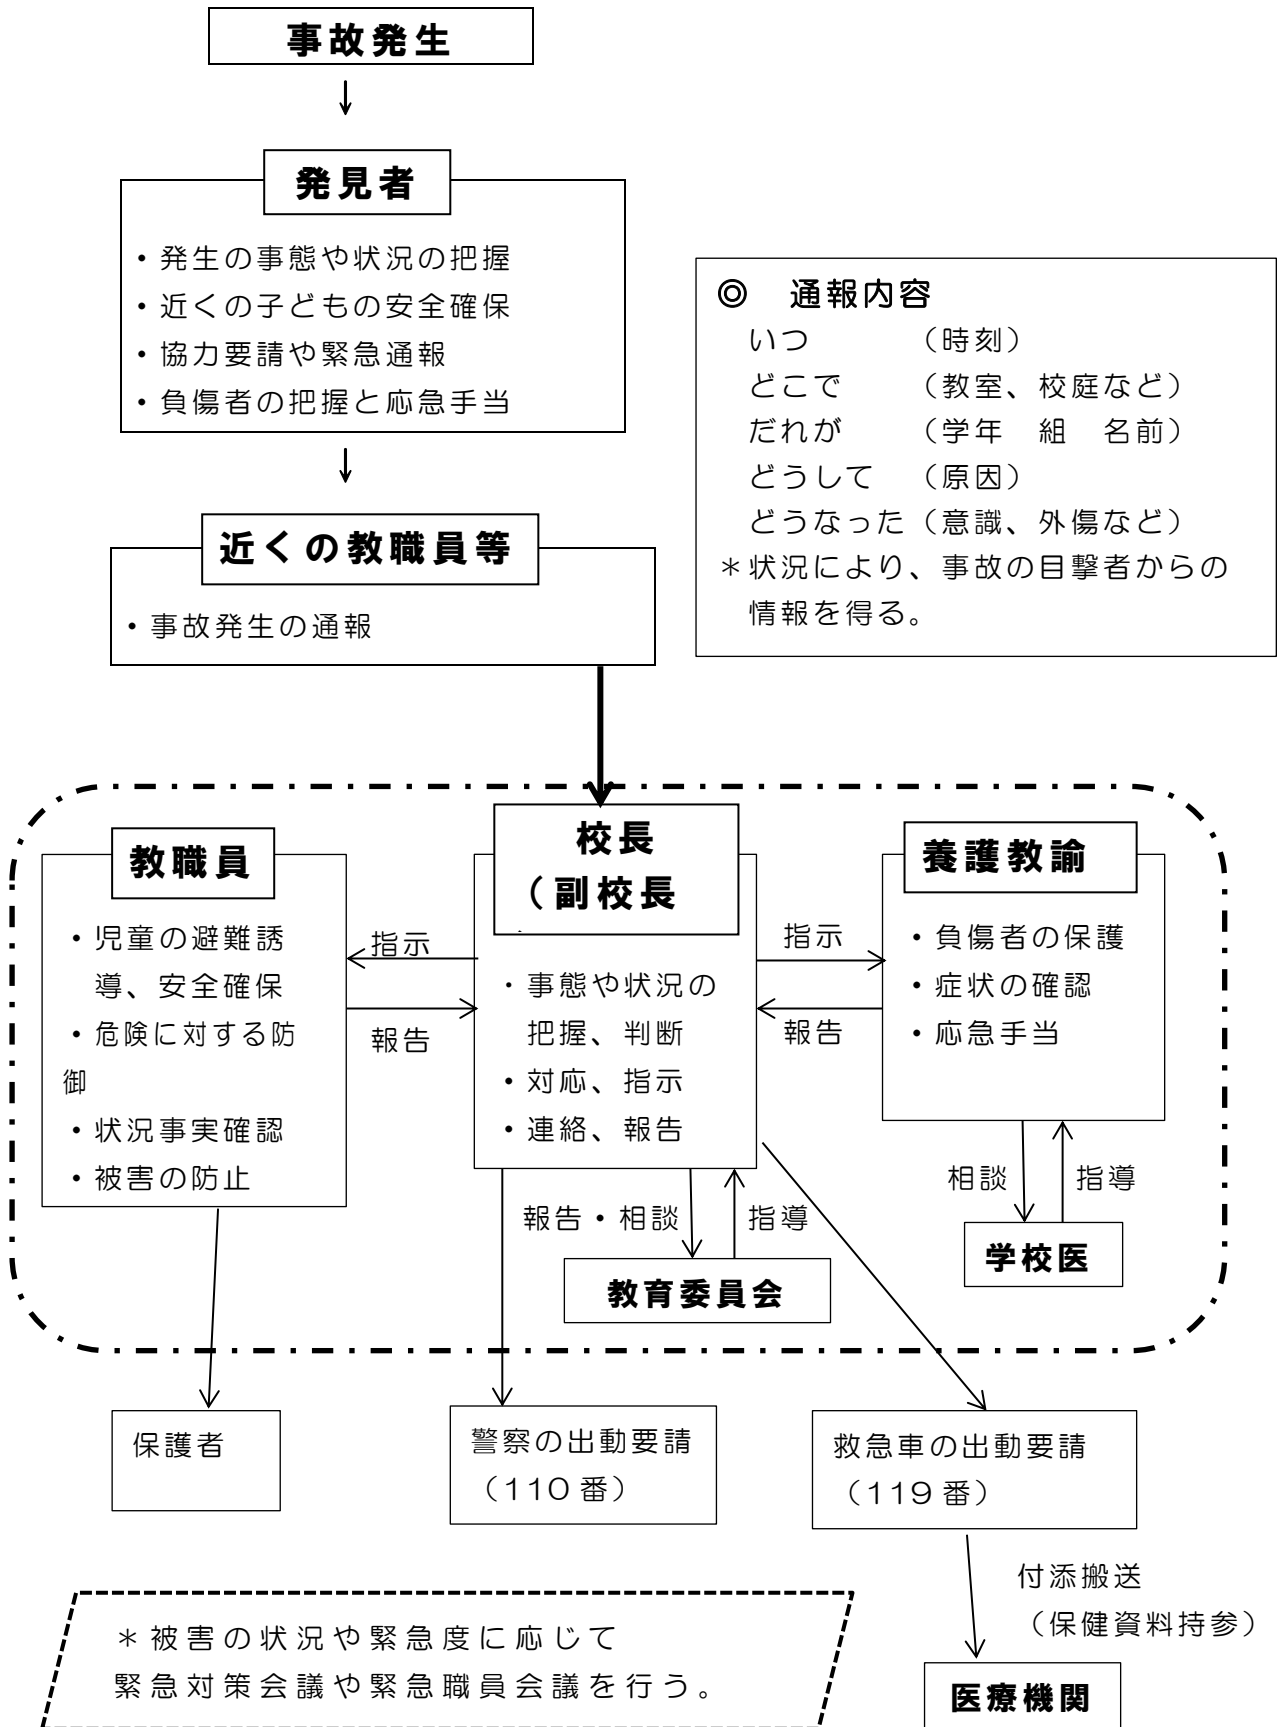 事故発生
発見者
・発生の事態や状況の把握
・近くの子どもの安全確保
・協力要請や緊急通報
・負傷者の把握と応急手当
◎　通報内容
いつ　　　（時刻）
どこで　　（教室、校庭など）
だれが　　（学年　組　名前）
どうして　（原因）
どうなった（意識、外傷など）
＊状況により、事故の目撃者からの
情報を得る。
近くの教職員等
・事故発生の通報
教職員
・児童の避難誘
導、安全確保
・危険に対する防
御
・状況事実確認
・被害の防止
指示
報告
校長
（副校長
・事態や状況の
把握、判断
・対応、指示
・連絡、報告
指示
報告
養護教諭
・負傷者の保護
・症状の確認
・応急手当
相談
指導
学校医
報告・相談
指導
教育委員会
保護者
警察の出動要請
（110番）
救急車の出動要請
（119番）
付添搬送
（保健資料持参）
医療機関
＊被害の状況や緊急度に応じて
緊急対策会議や緊急職員会議を行う。